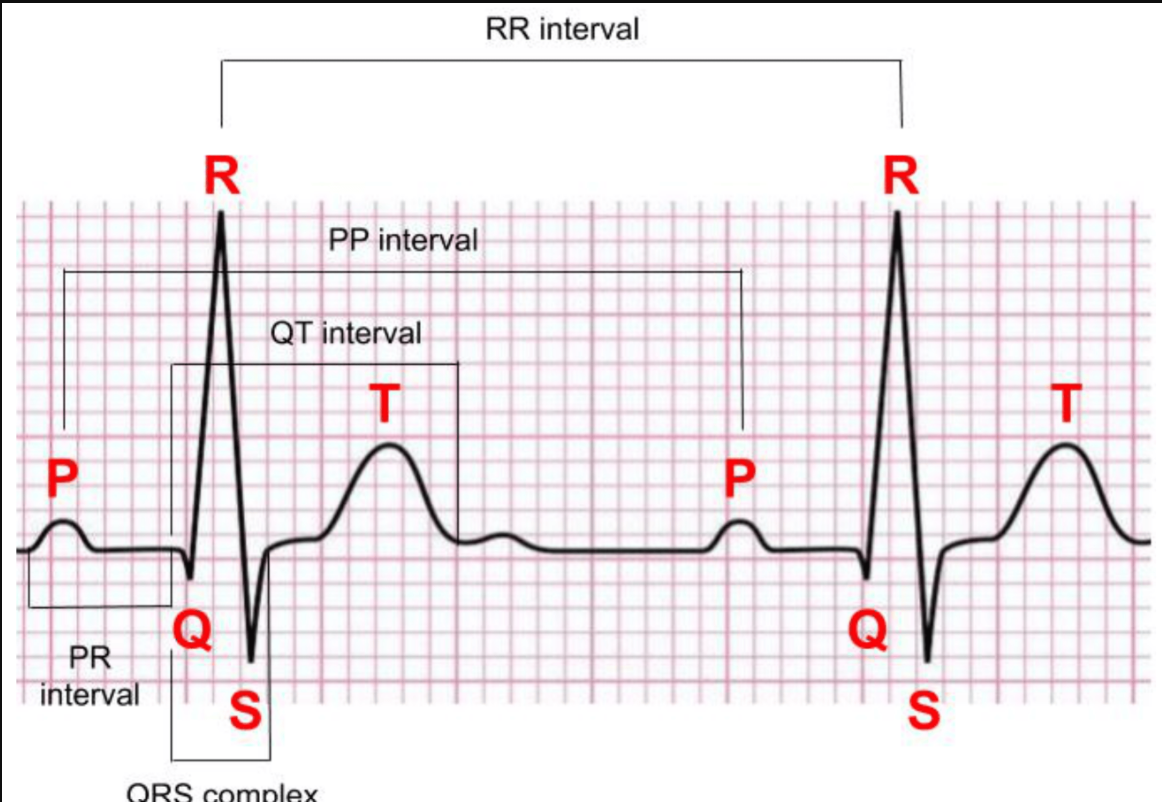 RR interval
R
R
PP interval
QT interval
T
T
P
P
Q
Q
PR
interval
S
S
QRS complex